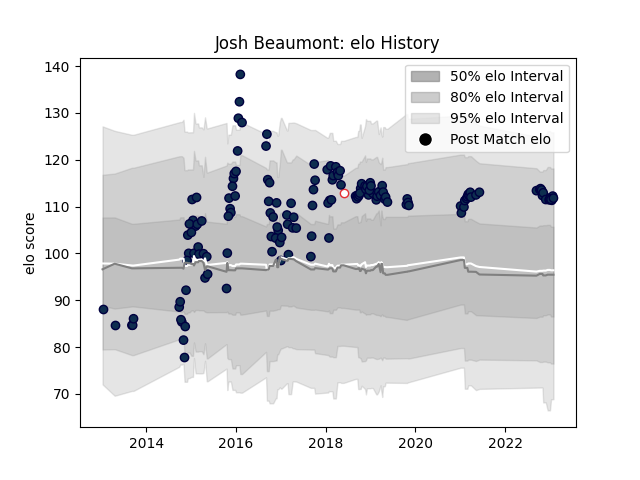 Josh Beaumont: elo History
140
130
120
110
100
90
80
70
elo score
50% elo Interval
80% elo Interval
95% elo Interval
Post Match elo
2014
2016
2018
2020
2022